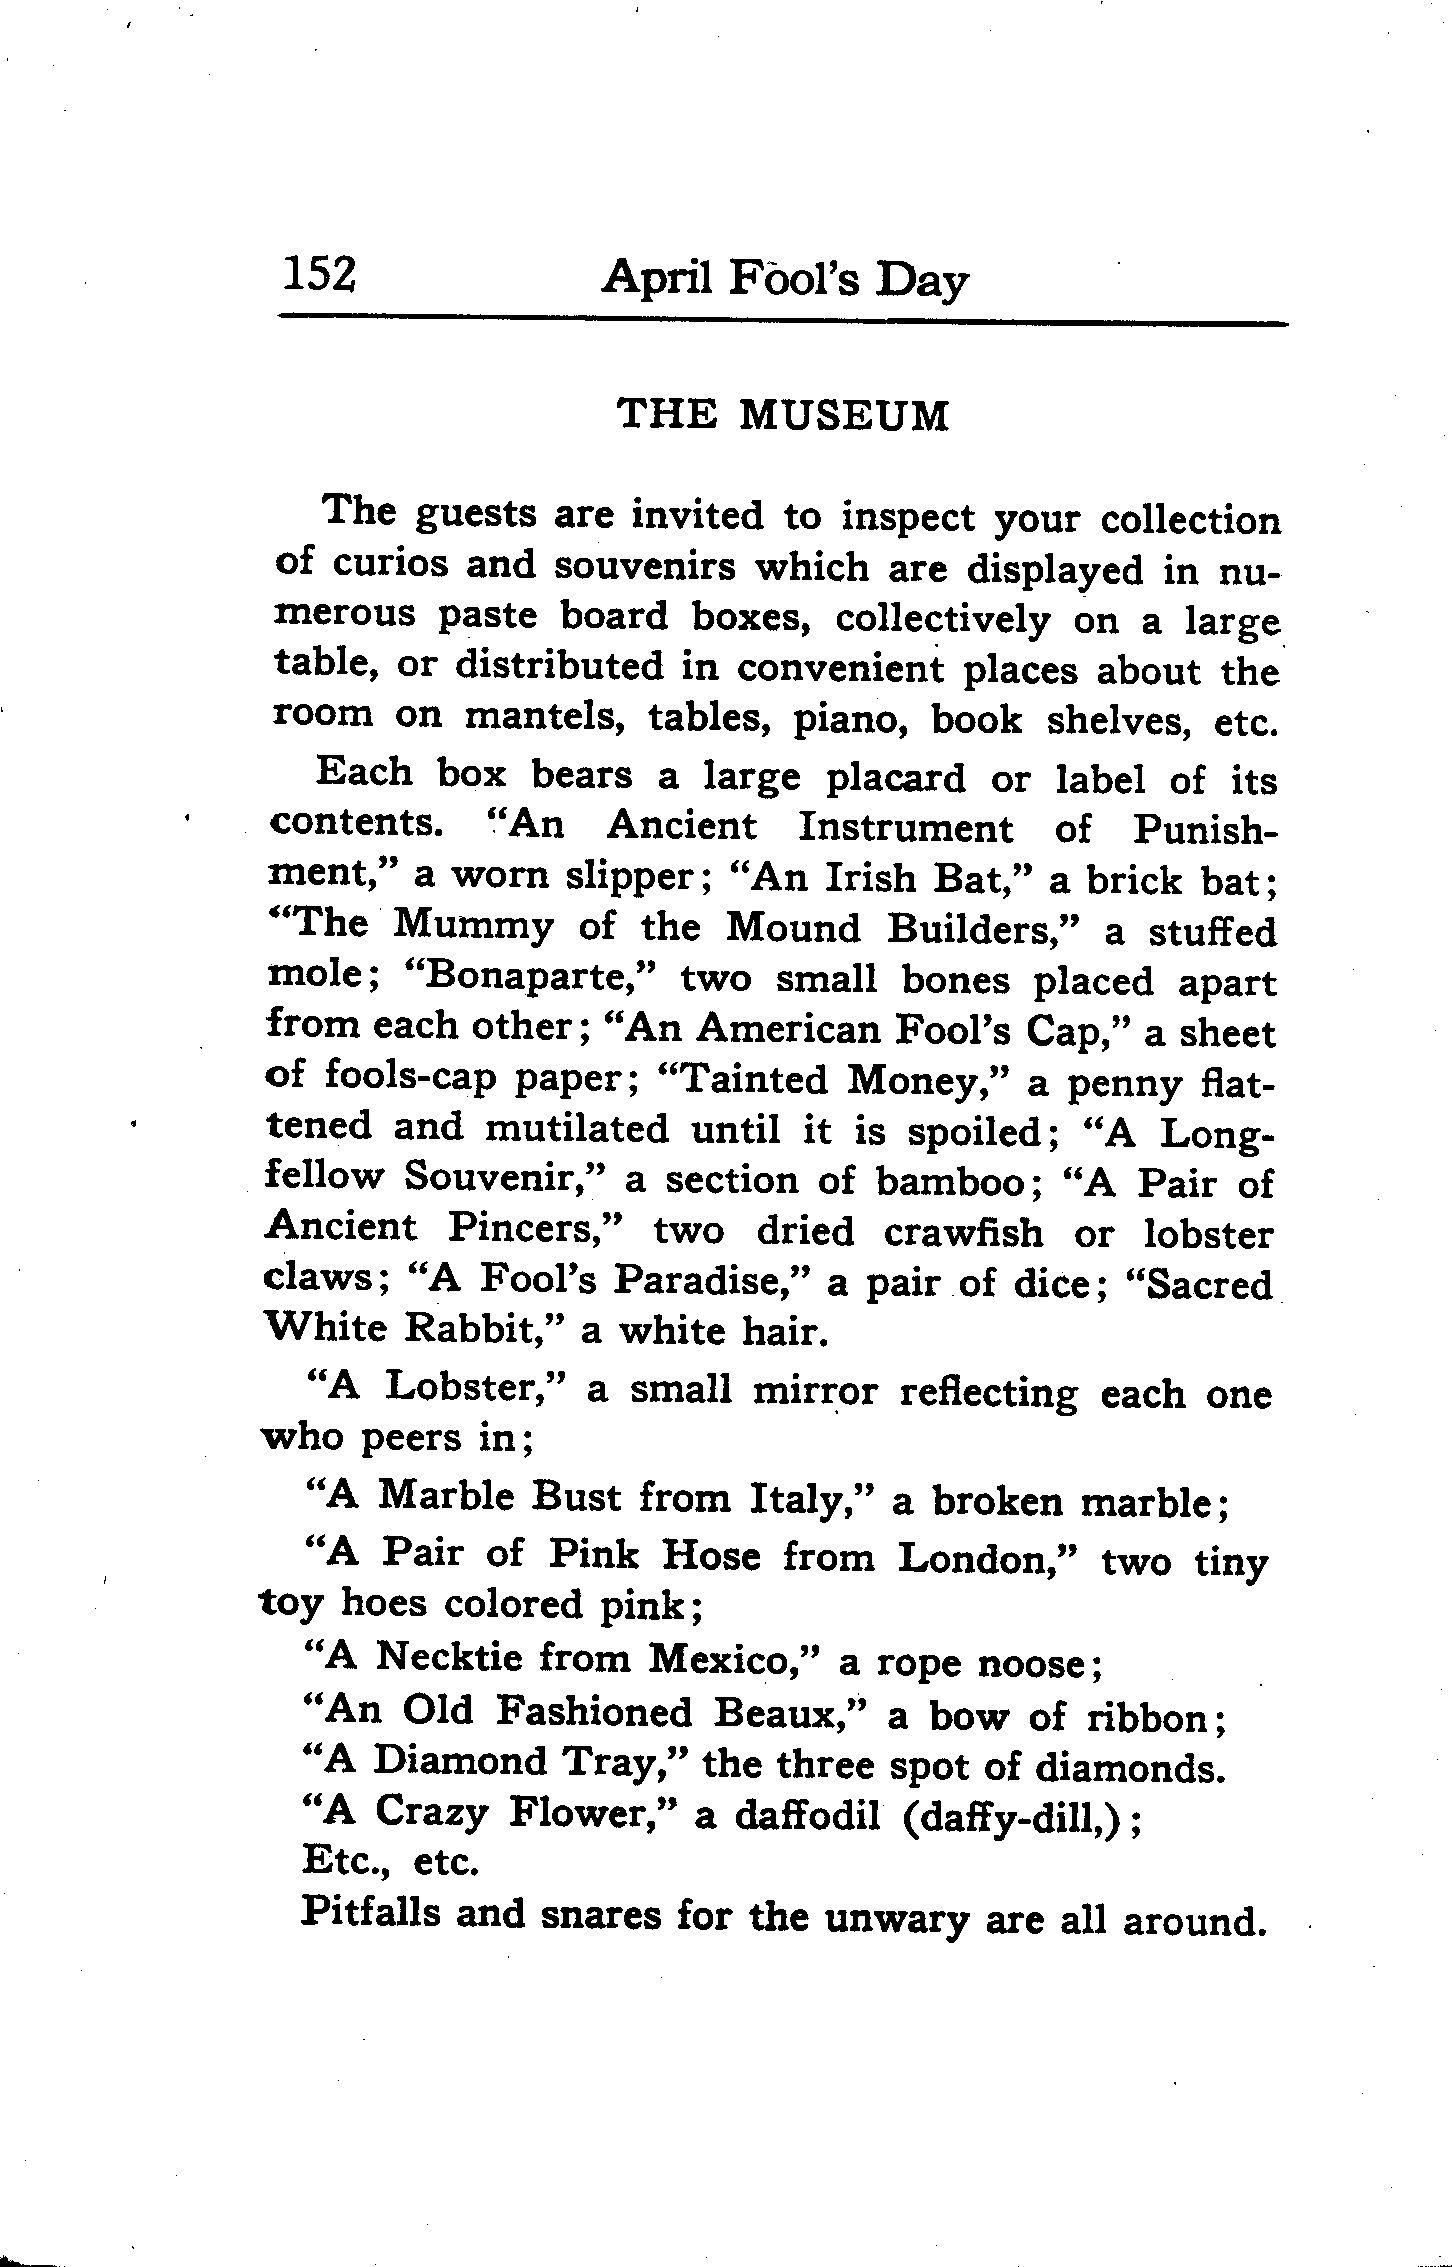 152 April Fool's Day
THE MUSEUM
The guests are invited to inspect your collection
of curios and souvenirs which are displayed in nu-
merous paste board boxes, collectively on a large
table, or distributed in convenient places about the
room on mantels, tables, piano, book shelves, etc.
Each box bears a large placard or label of its
contents. “An Ancient Instrument of Punish-
ment,” a worn slipper; “An Irish Bat,” a brick bat;
“The Mummy of the Mound Builders,” a stuffed
mole; “Bonaparte,” two small bones placed apart
from each other; “An American Fool's Cap,” a sheet
of fools-cap paper; “Tainted Money,” a penny flat-
tened and mutilated until it is spoiled; “A Long-
fellow Souvenir,” a section of bamboo; “A Pair of
Ancient Pincers,” two dried crawfish or lobster
claws; “A Fool's Paradise,” a pair of dice; “Sacred
White Rabbit,” a white hair.
“A Lobster,” a small mirror reflecting each one
who peers in;
“A Marble Bust from Italy,” a broken marble;
“A Pair of Pink Hose from London,” two tiny
toy hoes colored pink;
“A Necktie from Mexico,” a rope noose;
“An Old Fashioned Beaux,” a bow of ribbon;
“A Diamond Tray,” the three spot of diamonds.
“A Crazy Flower,” a daffodil (daffy-dill,);
Etc., etc.
Pitfalls and snares for the unwary are all around.